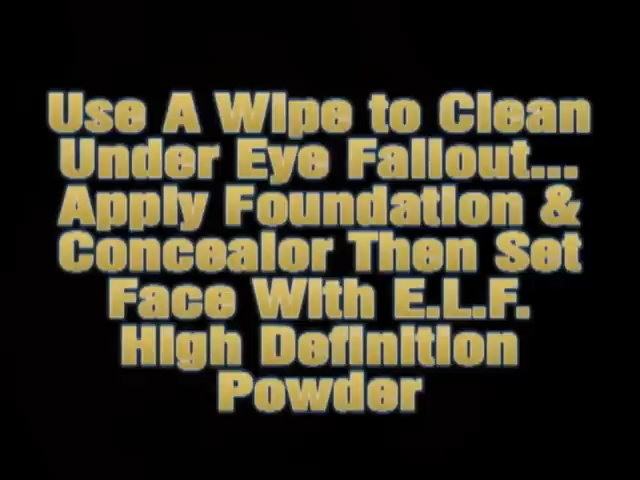 Use A Wipe to Clean
Under Eye Fallout...
Apply Foundation &
Concealor Then Set
Face With E.L.F.
High Definition
Powder